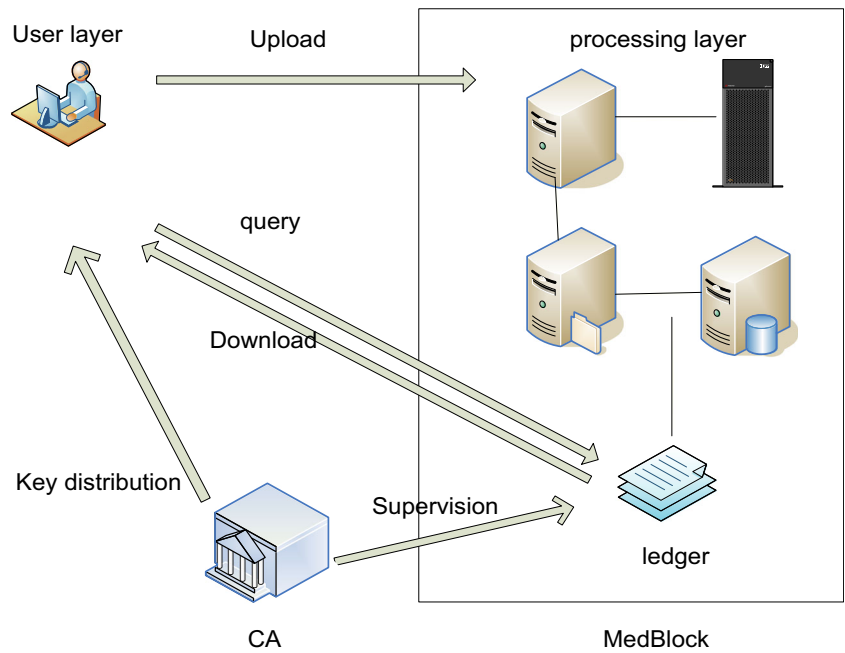 User layer
Upload
processing layer
query
Download
Key distribution
Supervision
ledger
CA
MedBlock